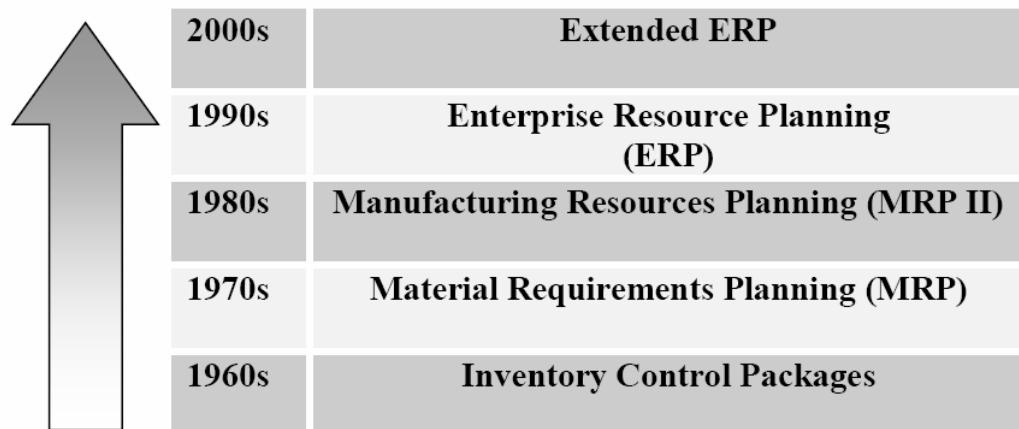 2000s Extended ERP
1990s Enterprise Resource Planning
(ERP)
1980s Manufacturing Resources Planning (MRP II)
1970s Material Requirements Planning (MRP)
1960s Inventory Control Packages